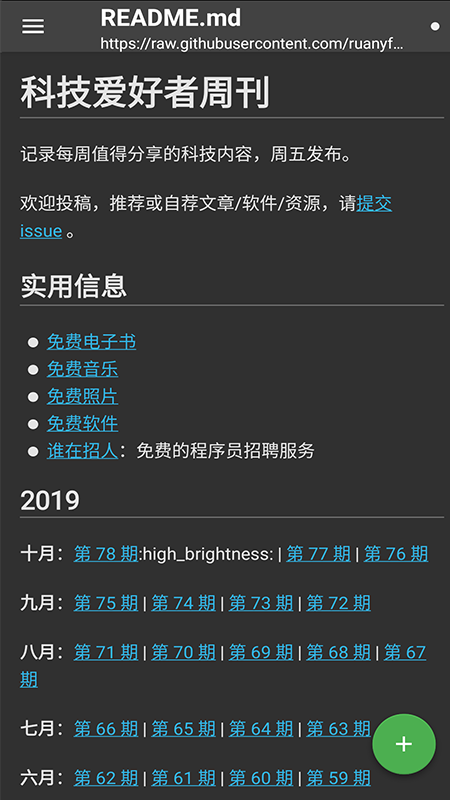 README.md
https://raw.githubusercontent.com/ruanyf…
科技爱好者周刊
记录每周值得分享的科技内容，周五发布。
欢迎投稿，推荐或自荐文章/软件/资源，请提交
issue 。
实用信息
免费电子书
免费音乐
免费照片
免费软件
谁在招人：免费的程序员招聘服务
2019
十月：第 78 期:high_brightness: | 第 77 期 | 第 76 期
九月：第 75 期 | 第 74 期 | 第 73 期 | 第 72 期
八月：第 71 期 | 第 70 期 | 第 69 期 | 第 68 期 | 第 67
期
七月：第 66 期 | 第 65 期 | 第 64 期 | 第 63 期
六月：第 62 期 | 第 61 期 | 第 60 期 | 第 59 期